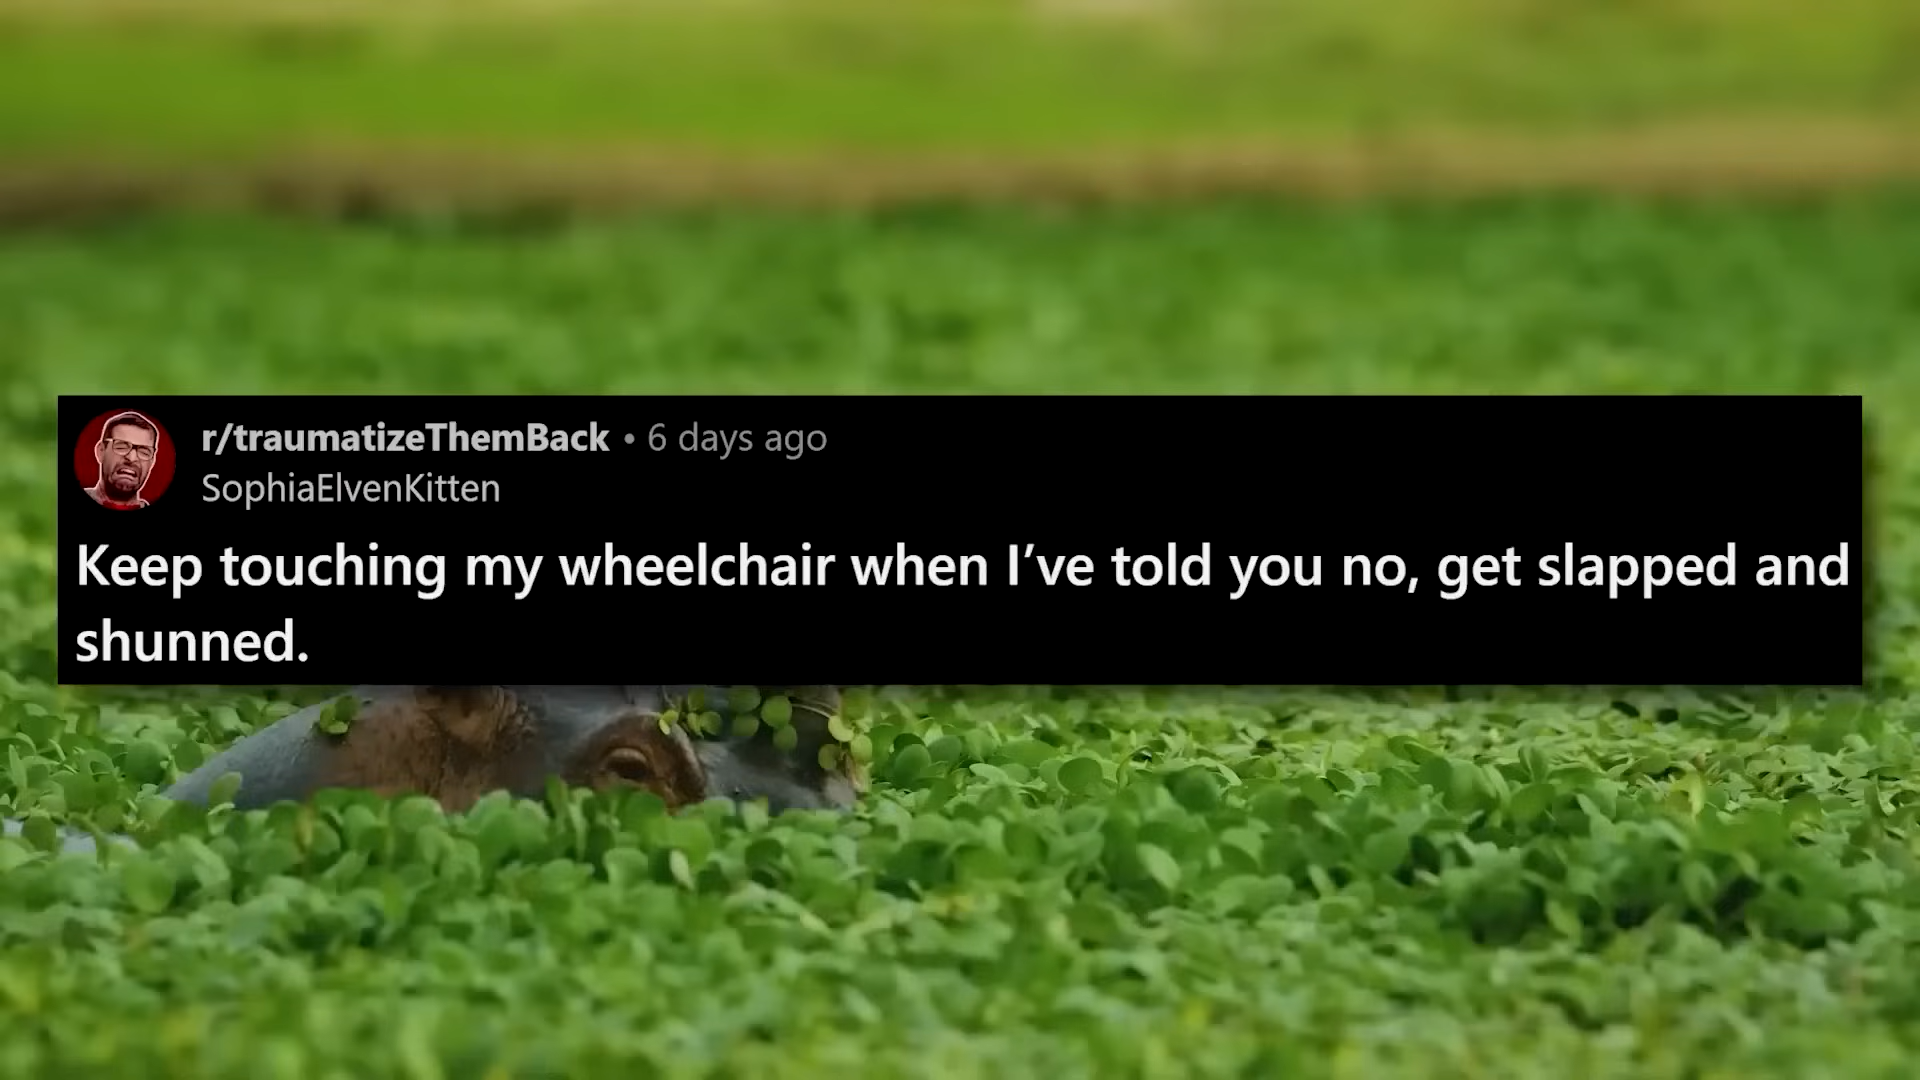 r/traumatizeThemBack • 6 days ago
SophiaElvenKitten
Keep touching my wheelchair when I’ve told you no, get slapped and
shunned.